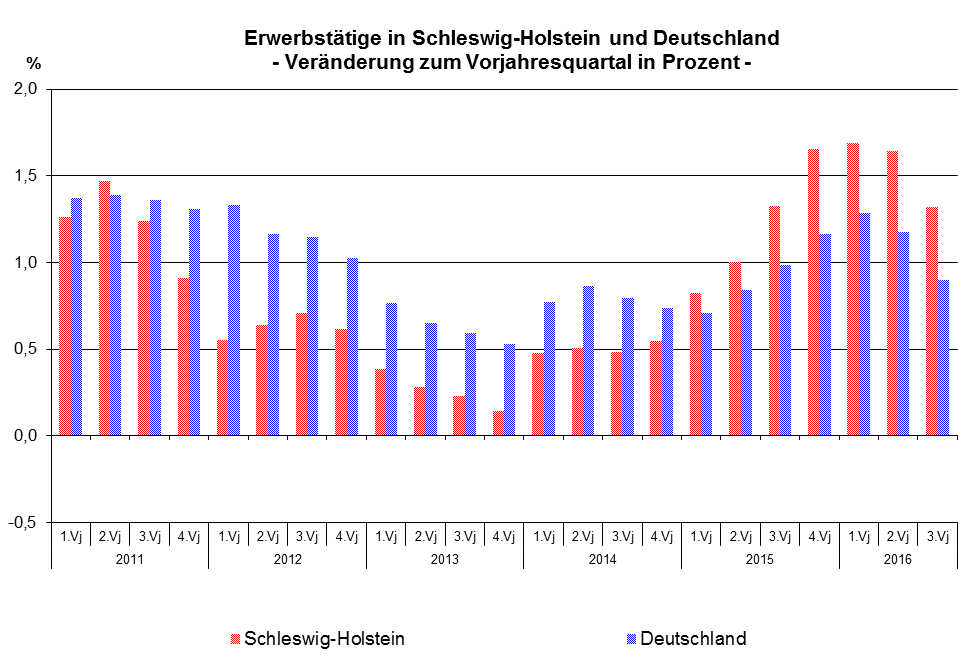 Erwerbstätige in Schleswig-Holstein und Deutschland
- Veränderung zum Vorjahresquartal in Prozent -
%
2,0
1,5
1,0
0,5
0,0
-0,5
1.Vj 2.Vj 3.Vj 4.Vj 1.Vj 2.Vj 3.Vj 4.Vj 1.Vj 2.Vj 3.Vj 4.Vj 1.Vj 2.Vj 3.Vj 4.Vj 1.Vj 2.Vj 3.Vj 4.Vj 1.Vj 2.Vj 3.Vj
2011 2012 2013 2014 2015 2016
Schleswig-Holstein Deutschland